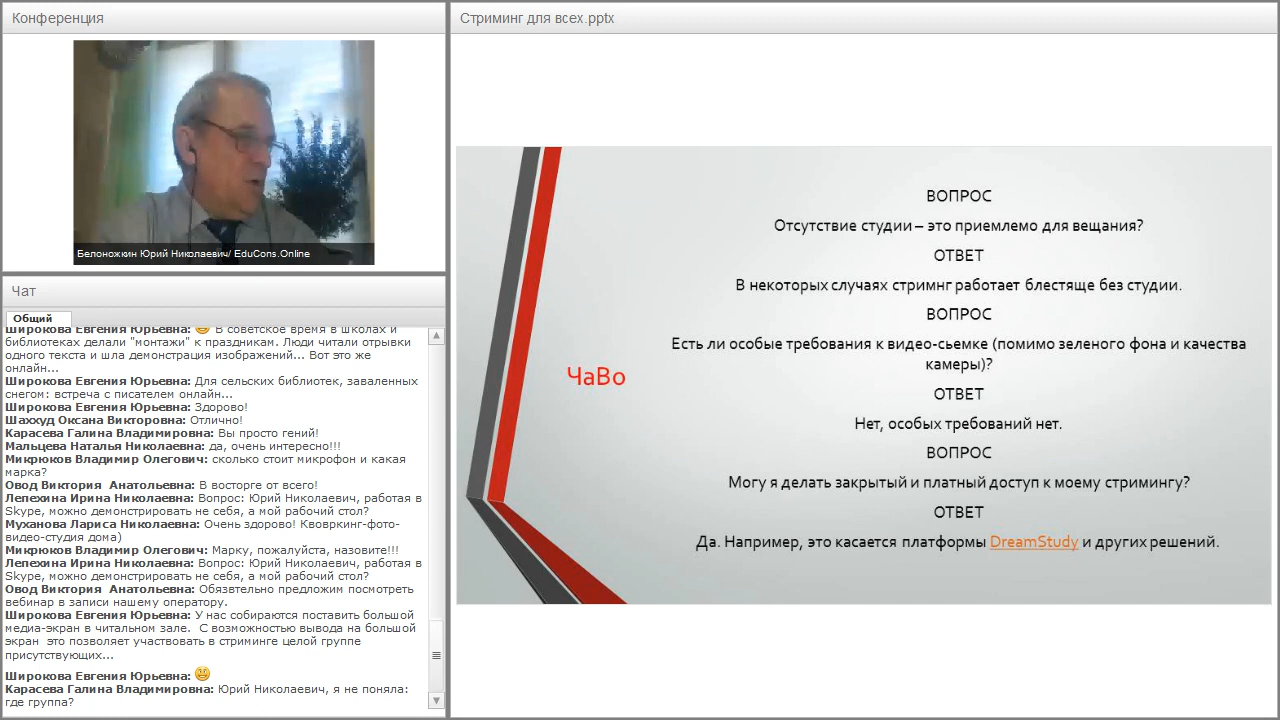 Конференция
Белоножкин Юрий Николаевич/ EduCons.Online
Чат
Общий
Широкова Евгения Юрьевна: В советское время в школах и
библиотеках делали "монтажи" к праздникам. Люди читали отрывки
одного текста и шла демонстрация изображений... Вот это же
онлайн...
Широкова Евгения Юрьевна: Для сельских библиотек, заваленных
снегом: встреча с писателем онлайн...
Широкова Евгения Юрьевна: Здорово!
Шаххуд Оксана Викторовна: Отлично!
Карасева Галина Владимировна: Вы просто гений!
Мальцева Наталья Николаевна: да, очень интересно!!!
Микрюков Владимир Олегович: сколько стоит микрофон и какая
марка?
Овод Виктория Анатольевна: В восторге от всего!
Лепехина Ирина Николаевна: Вопрос: Юрий Николаевич, работая в
Skype, можно демонстрировать не себя, а мой рабочий стол?
Муханова Лариса Николаевна: Очень здорово! Квовркинг-фото-
видео-студия дома)
Микрюков Владимир Олегович: Марку, пожалуйста, назовите!!!
Лепехина Ирина Николаевна: Вопрос: Юрий Николаевич, работая в
Skype, можно демонстрировать не себя, а мой рабочий стол?
Овод Виктория Анатольевна: Обязвтельно предложим посмотреть
вебинар в записи нашему оператору.
Широкова Евгения Юрьевна: У нас собираются поставить большой
медиа-экран в читальном зале. С возможностью вывода на большой
экран это позволяет участвовать в стриминге целой группе
присутствующих...
Широкова Евгения Юрьевна:
Карасева Галина Владимировна: Юрий Николаевич, я не поняла:
где группа?
Стриминг для всех.pptx
ЧаВо
ВОПРОС
Отсутствие студии – это приемлемо для вещания?
ОТВЕТ
В некоторых случаях стримнг работает блестяще без студии.
ВОПРОС
Есть ли особые требования к видео-сьемке (помимо зеленого фона и качества
камеры)?
ОТВЕТ
Нет, особых требований нет.
ВОПРОС
Могу я делать закрытый и платный доступ к моему стримингу?
ОТВЕТ
Да. Например, это касается платформы DreamStudy и других решений.